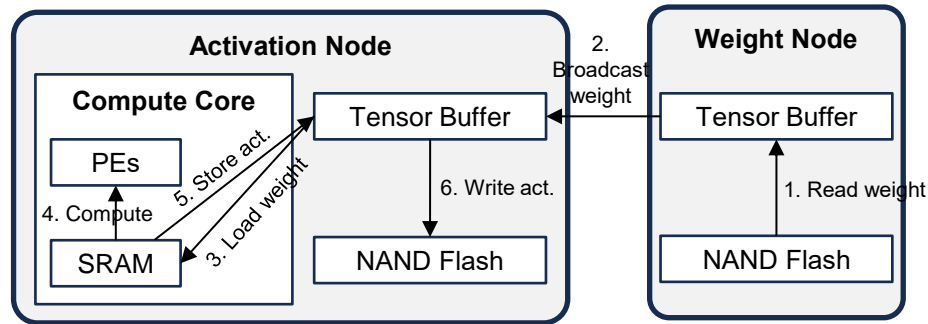 Activation Node
Weight Node
2.
Broadcast
weight
Compute Core
Tensor Buffer
Tensor Buffer
PEs
5. Store act.
4. Compute
3. Load weight
6. Write act.
1. Read weight
SRAM
NAND Flash
NAND Flash